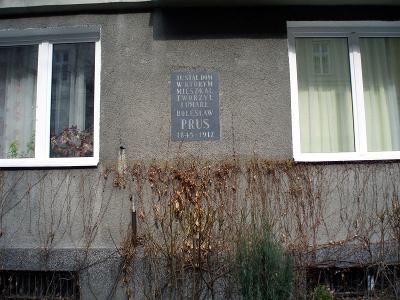 TU STAŁ DOM
W KTÓRYM
MIESZKAŁ
TWORZYŁ
I UMARŁ
BOLESŁAW
PRUS
1845-1912